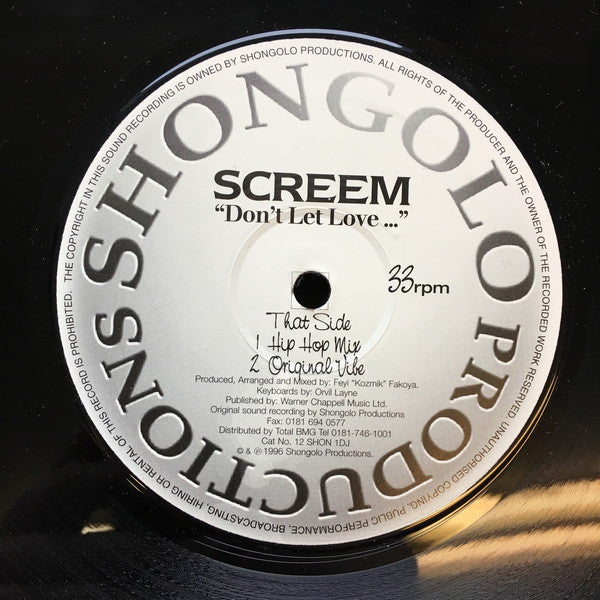 THE COPYRIGHT IN THIS SOUND RECORDING IS OWNED BY SHONGOLO PRODUCTIONS. ALL RIGHTS OF THE PRODUCER AND THE OWNER OF THE RECORDED WORK RESERVED. UNAUTHORISED COPYING, PUBLIC PERFORMANCE, BROADCASTING, HIRING OR RENTAL OF THIS RECORD IS PROHIBITED.
SHONGOLO PRODUCTIONS
SCREEM
“Don't Let Love ...”
33rpm
That Side
1 Hip Hop Mix
2 Original Vibe
Produced, Arranged and Mixed by: Feyi "Kozmik" Fakoya.
Keyboards by: Orvil Layne
Published by: Warner Chappell Music Ltd.
Original sound recording by Shongolo Productions
Fax: 0181 694 0577
Distributed by Total BMG Tel 0181-746-1001
Cat No. 12 SHON 1DJ
© & ℗ 1996 Shongolo Productions.